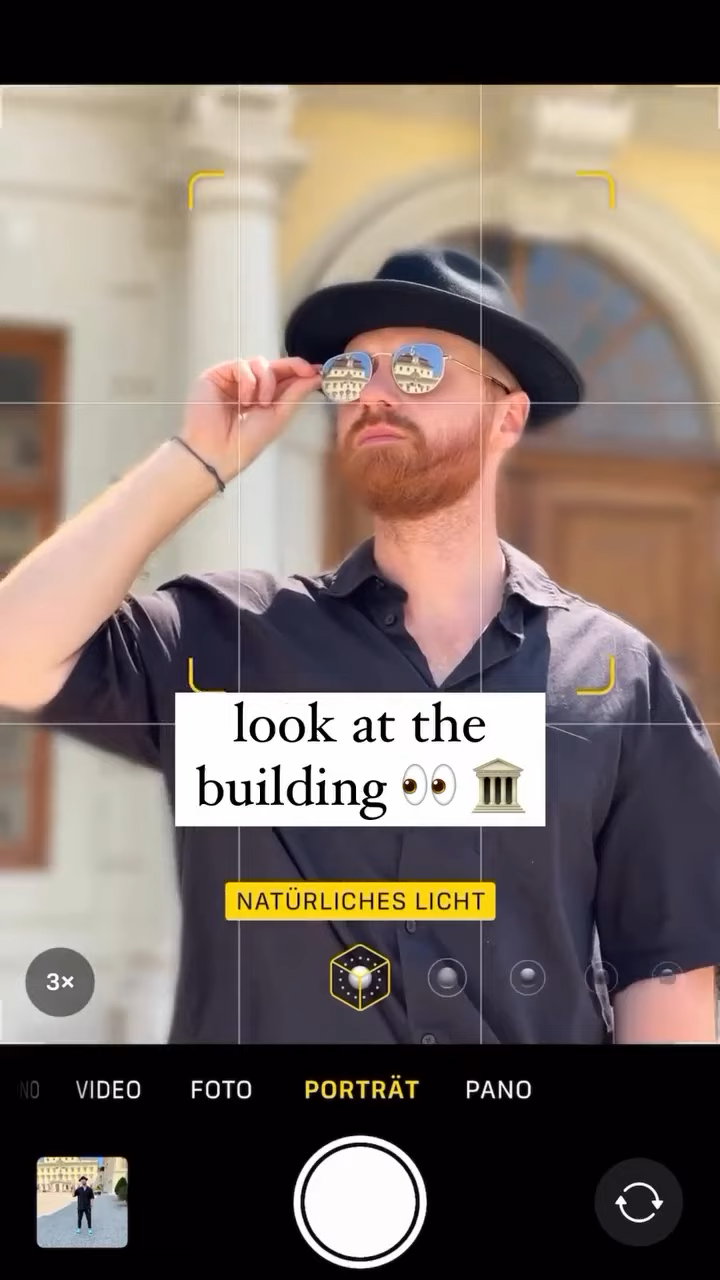 look at the
building 👀 🏛️
NATÜRLICHES LICHT
3×
NO VIDEO FOTO PORTRÄT PANO